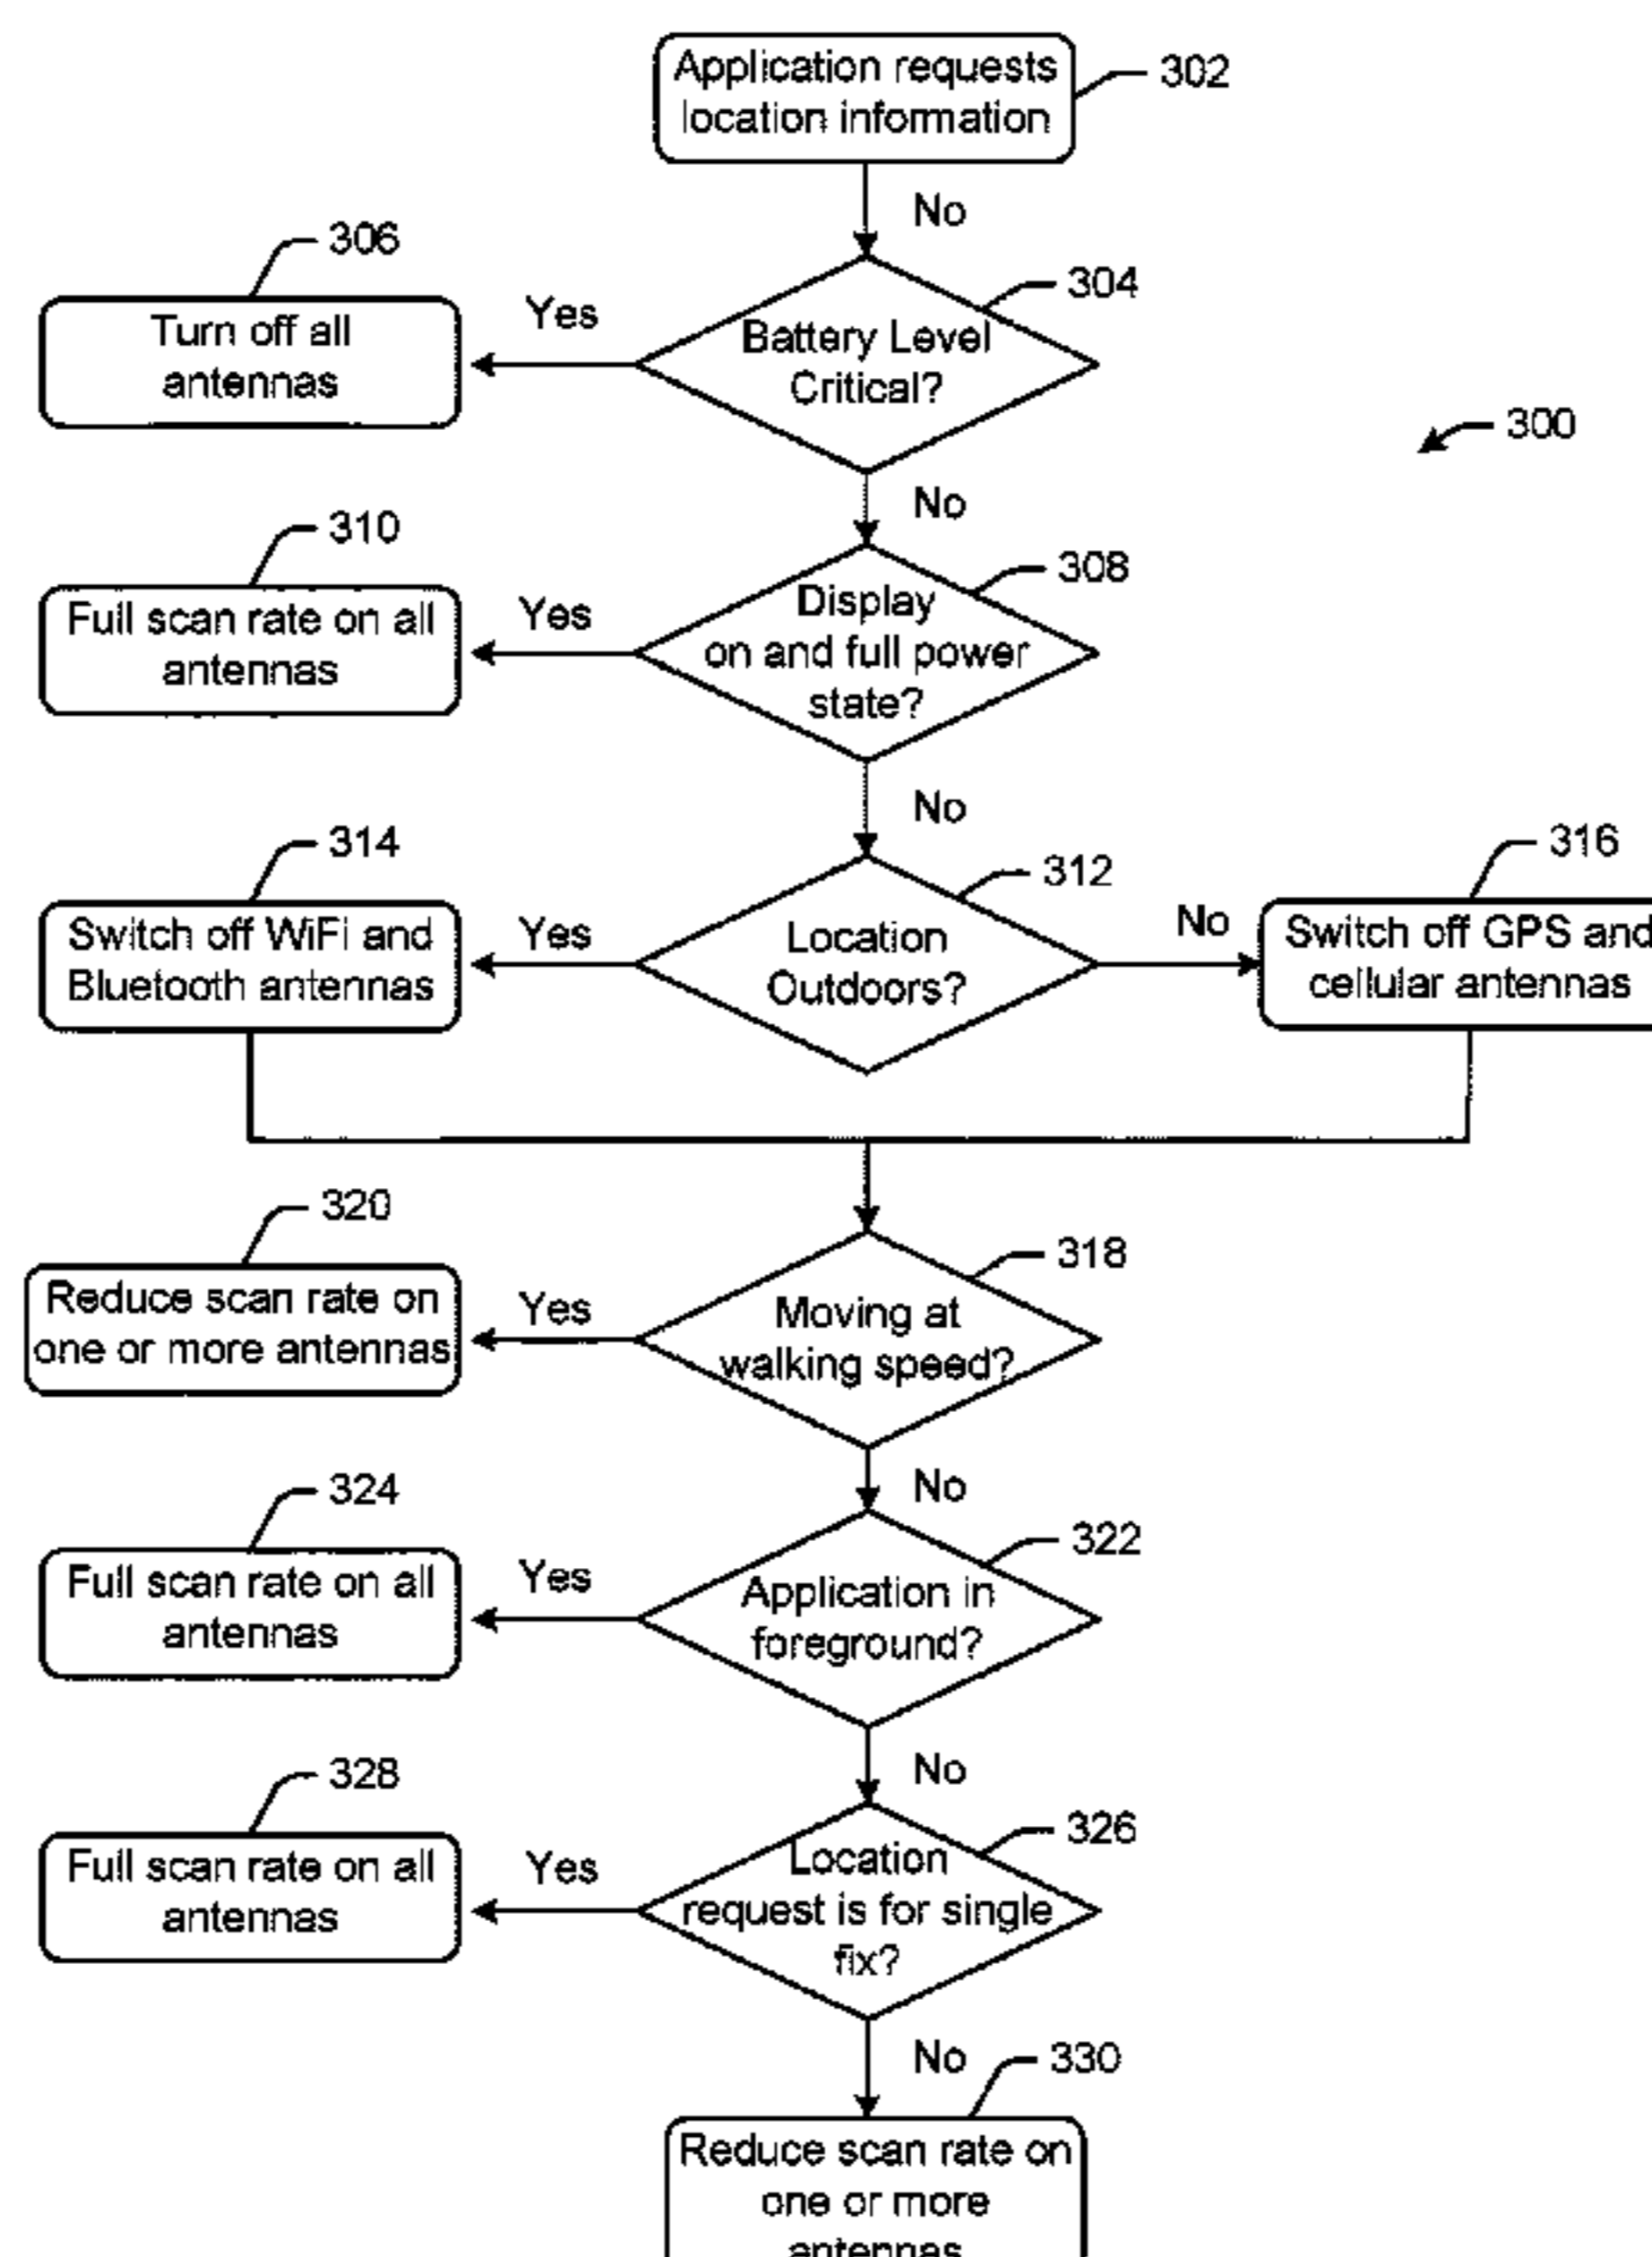 Application requests
location information
302
No
306
304
Turn off all
antennas
Yes
Battery Level
Critical?
300
No
310
308
Full scan rate on all
antennas
Yes
Display
on and full power
state?
No
314
312
316
Switch off WiFi and
Bluetooth antennas
Yes
Location
Outdoors?
No
Switch off GPS and
cellular antennas
320
318
Reduce scan rate on
one or more antennas
Yes
Moving at
walking speed?
No
324
322
Full scan rate on all
antennas
Yes
Application in
foreground?
No
328
326
Full scan rate on all
antennas
Yes
Location
request is for single
fix?
No
330
Reduce scan rate on
one or more
antennas